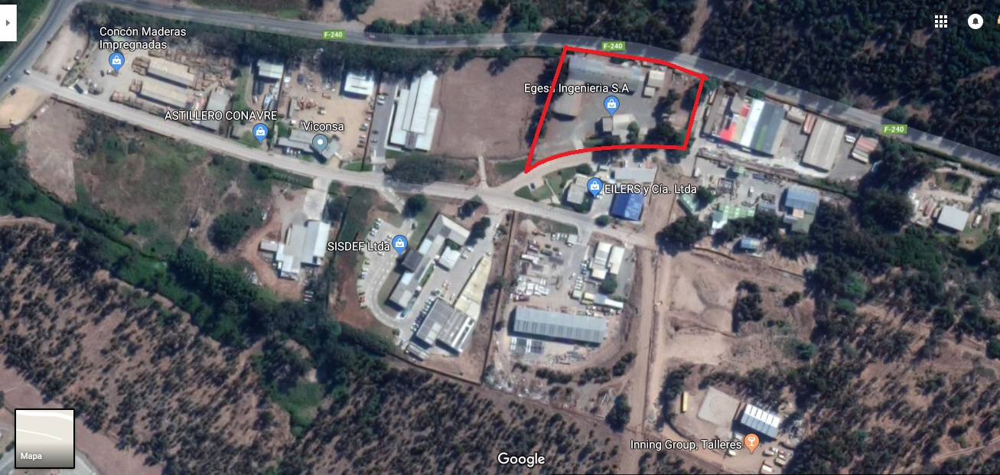 Concón Maderas
Impregnadas
F-240
F-240
Egesa Ingenieria S.A
ASTILLERO CONAVRE
Viconsa
F-240
EILERS y Cía. Ltda
SISDEF Ltda
Inning Group, Talleres
Mapa
Google